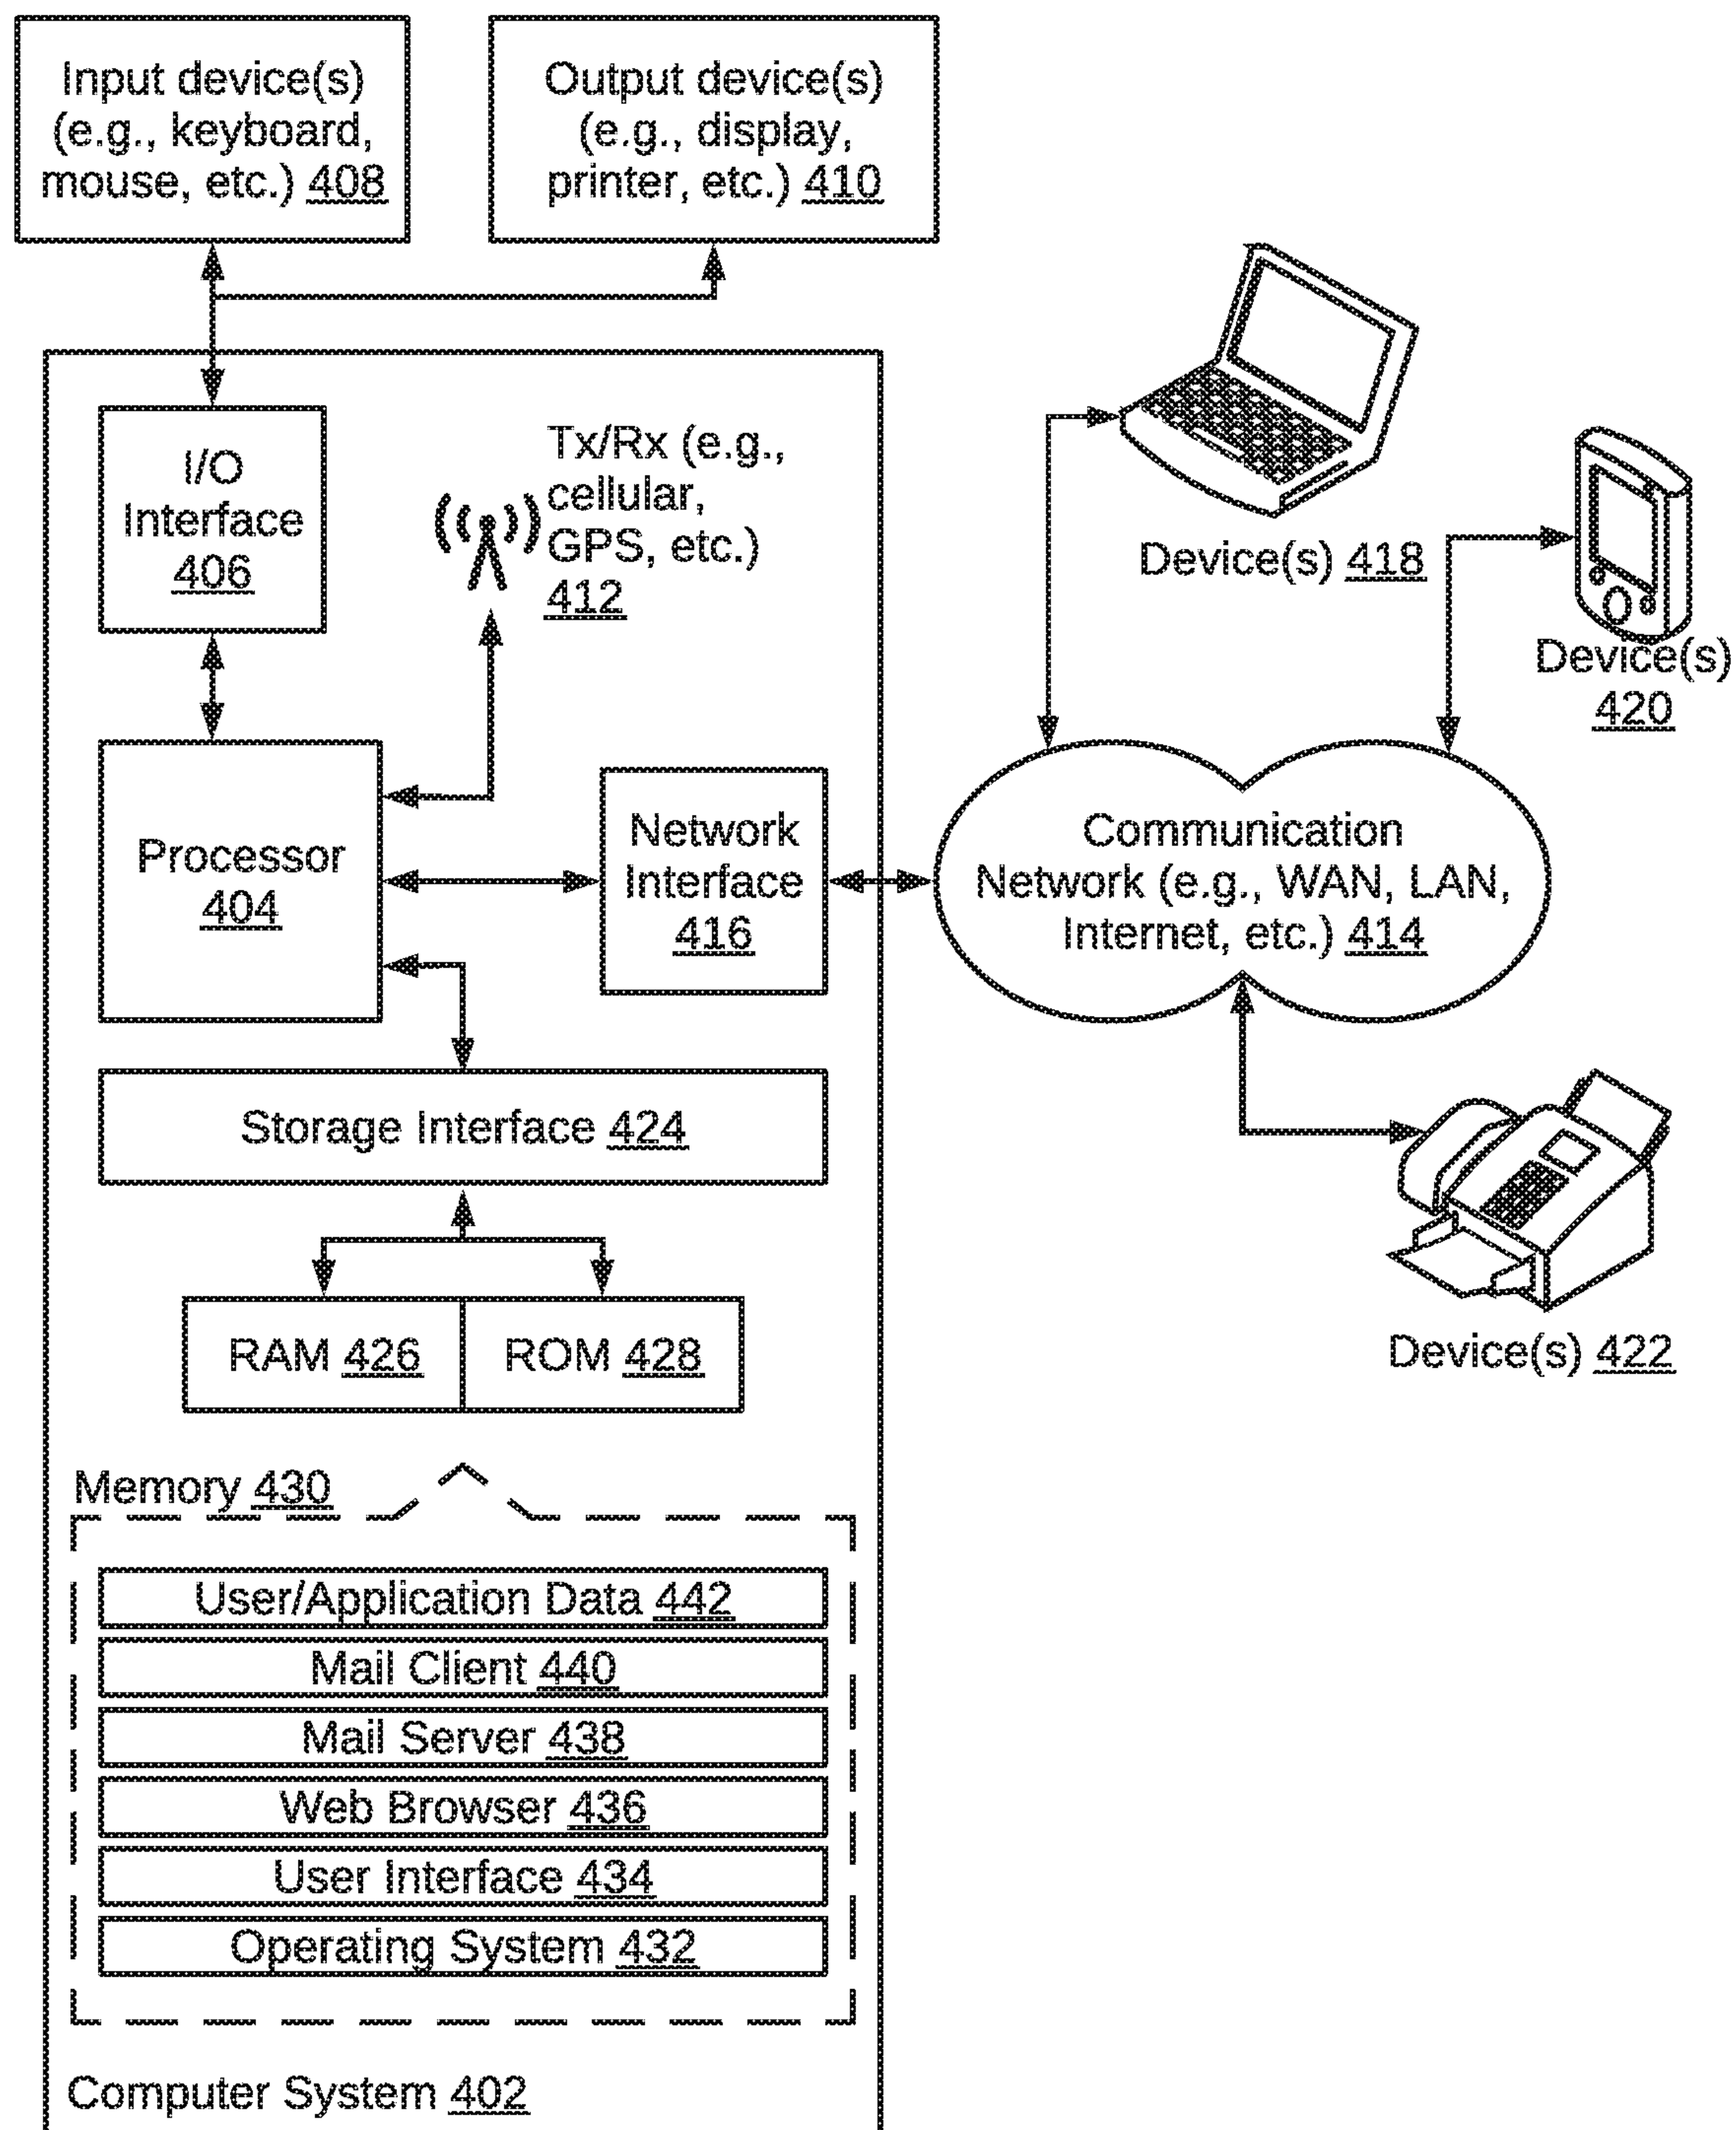 Input device(s)
(e.g., keyboard,
mouse, etc.) 408
Output device(s)
(e.g., display,
printer, etc.) 410
I/O
Interface
406
Tx/Rx (e.g.,
cellular,
GPS, etc.)
412
Device(s) 418
Device(s)
420
Processor
404
Network
Interface
416
Communication
Network (e.g., WAN, LAN,
Internet, etc.) 414
Storage Interface 424
RAM 426
ROM 428
Device(s) 422
Memory 430
User/Application Data 442
Mail Client 440
Mail Server 438
Web Browser 436
User Interface 434
Operating System 432
Computer System 402